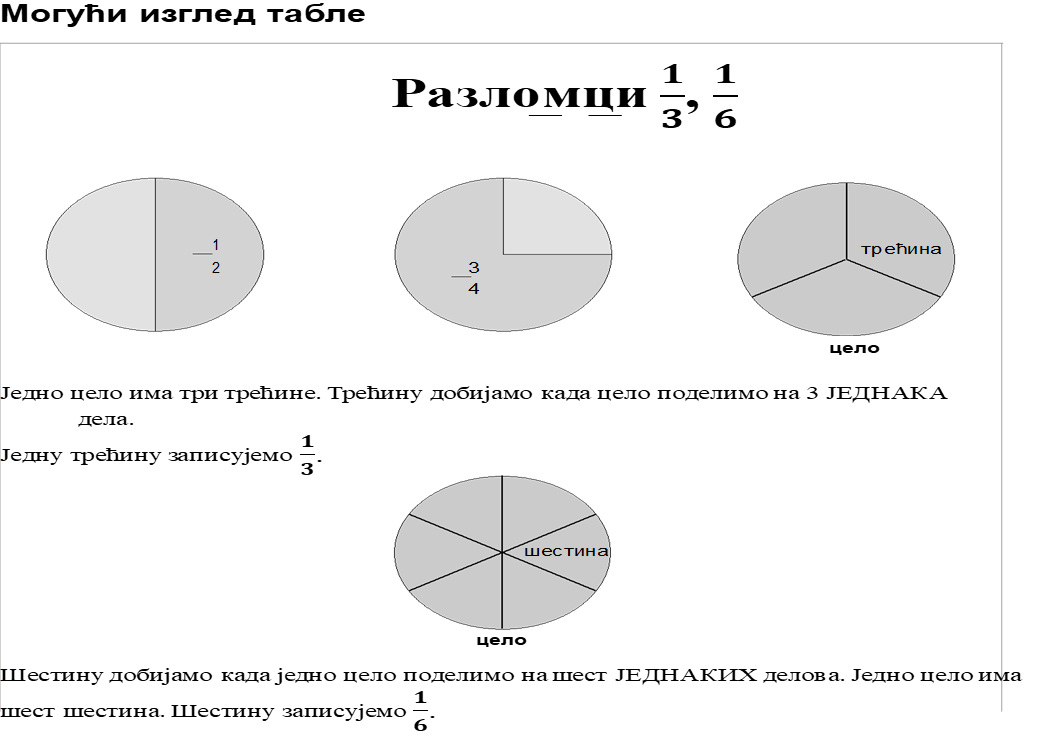 Могући изглед табле
Разломци 1/3, 1/6
1/2
3/4
трећина
цело
Једно цело има три трећине. Трећину добијамо када цело поделимо на 3 ЈЕДНАКА
дела.
Једну трећину записујемо 1/3.
шестина
цело
Шестину добијамо када једно цело поделимо на шест ЈЕДНАКИХ делова. Једно цело има
шест шестина. Шестину записујемо 1/6.